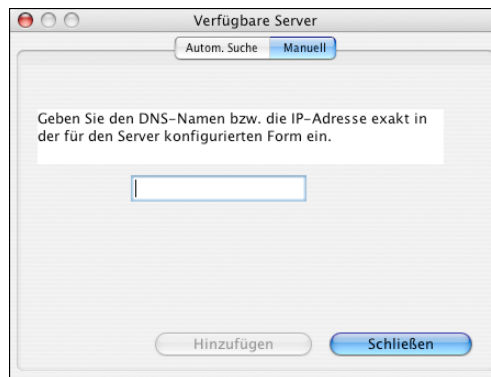 Verfügbare Server
Autom. Suche Manuell
Geben Sie den DNS-Namen bzw. die IP-Adresse exakt in
der für den Server konfigurierten Form ein.
Hinzufügen Schließen